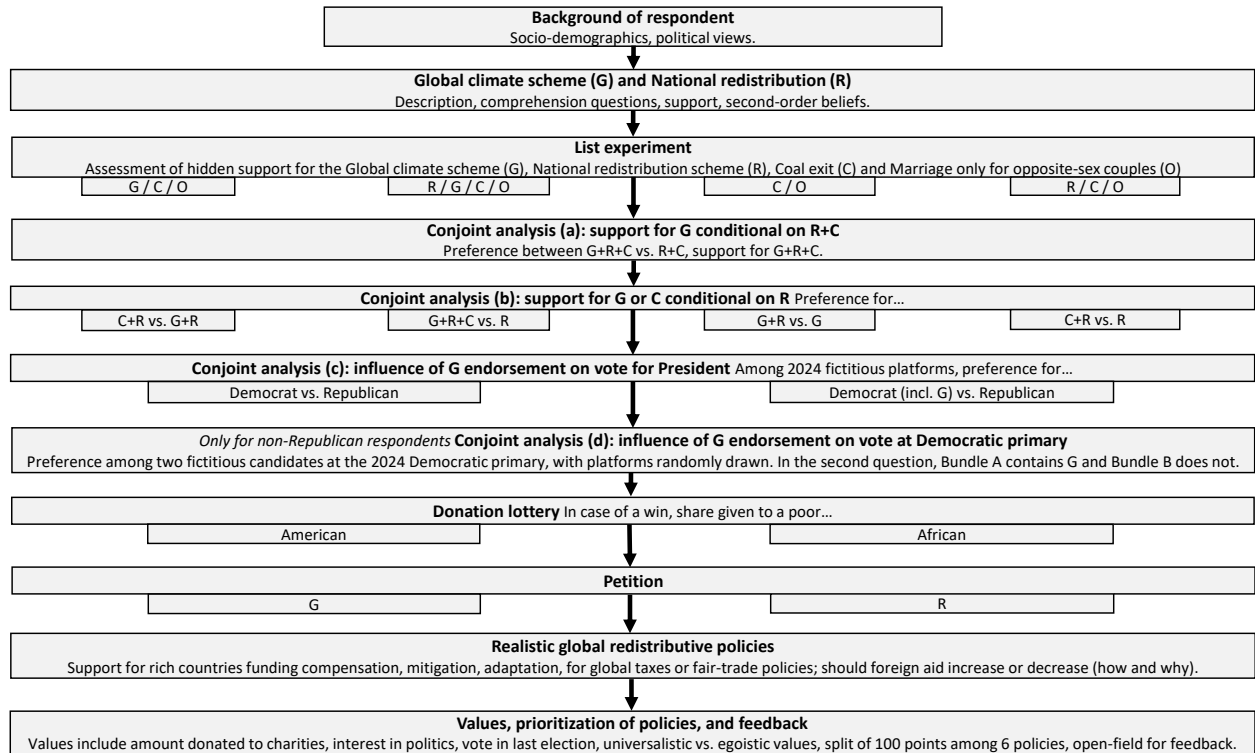 Background of respondent
Socio-demographics, political views.
Global climate scheme (G) and National redistribution (R)
Description, comprehension questions, support, second-order beliefs.
List experiment
Assessment of hidden support for the Global climate scheme (G), National redistribution scheme (R), Coal exit (C) and Marriage only for opposite-sex couples (O)
G / C / O
R / G / C / O
C / O
R / C / O
Conjoint analysis (a): support for G conditional on R+C
Preference between G+R+C vs. R+C, support for G+R+C.
Conjoint analysis (b): support for G or C conditional on R Preference for…
C+R vs. G+R
G+R+C vs. R
G+R vs. G
C+R vs. R
Conjoint analysis (c): influence of G endorsement on vote for President Among 2024 fictitious platforms, preference for…
Democrat vs. Republican
Democrat (incl. G) vs. Republican
Only for non-Republican respondents Conjoint analysis (d): influence of G endorsement on vote at Democratic primary
Preference among two fictitious candidates at the 2024 Democratic primary, with platforms randomly drawn. In the second question, Bundle A contains G and Bundle B does not.
Donation lottery In case of a win, share given to a poor…
American
African
Petition
G
R
Realistic global redistributive policies
Support for rich countries funding compensation, mitigation, adaptation, for global taxes or fair-trade policies; should foreign aid increase or decrease (how and why).
Values, prioritization of policies, and feedback
Values include amount donated to charities, interest in politics, vote in last election, universalistic vs. egoistic values, split of 100 points among 6 policies, open-field for feedback.